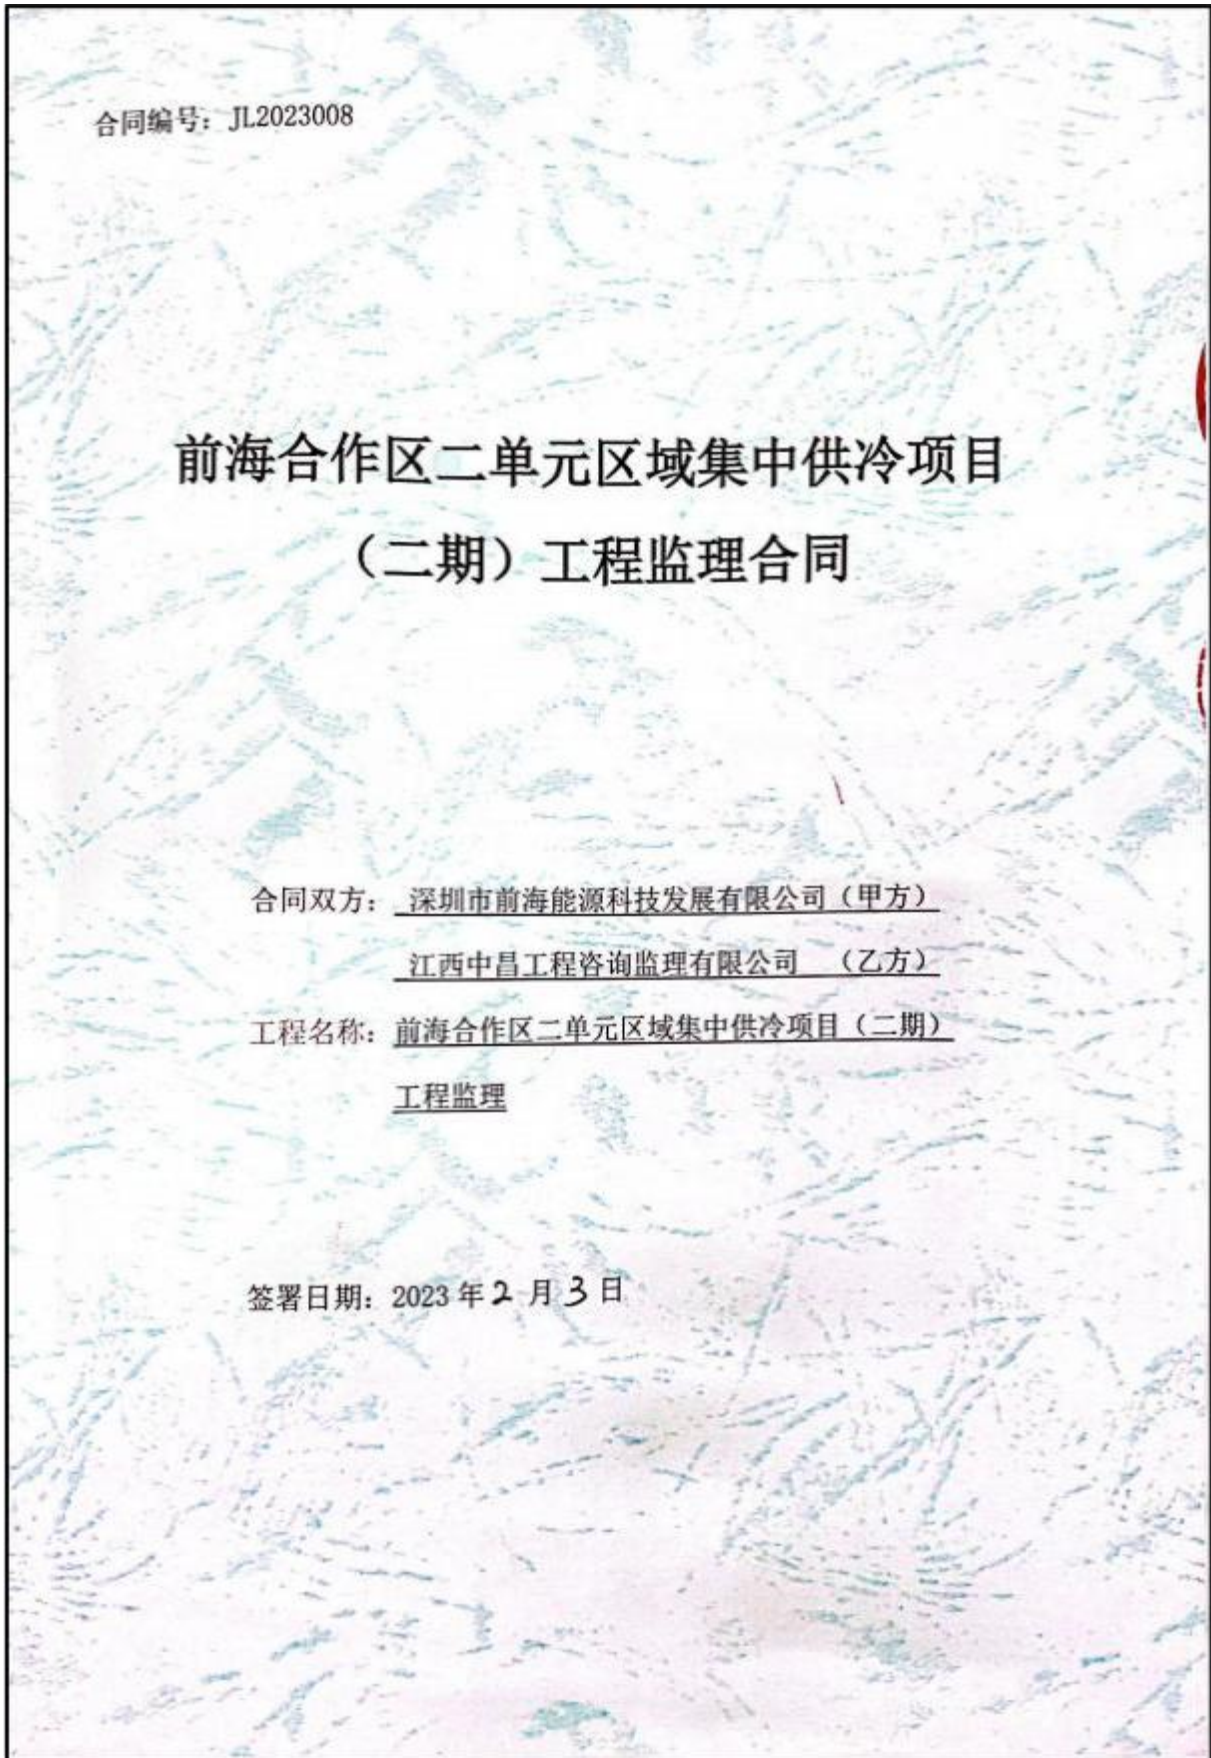 合同编号：JL2023008
前海合作区二单元区域集中供冷项目
（二期）工程监理合同
合同双方：深圳市前海能源科技发展有限公司（甲方）
江西中昌工程咨询监理有限公司 （乙方）
工程名称：前海合作区二单元区域集中供冷项目（二期）
工程监理
签署日期：2023年2月3日